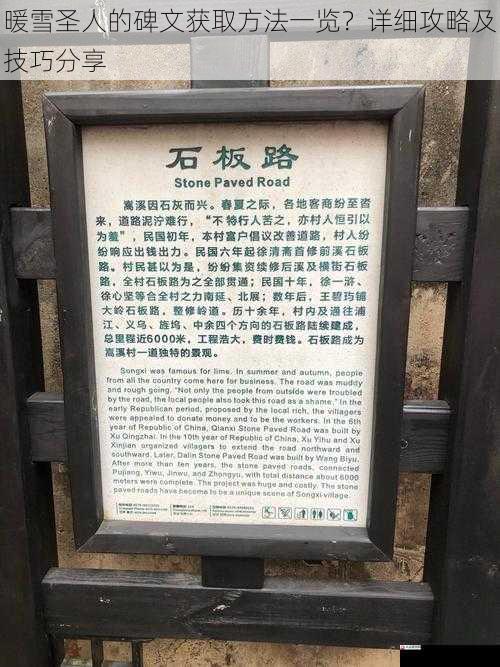 暖雪圣人的碑文获取方法一览？详细攻略及
技巧分享
石板路
Stone Paved Road
嵩溪因石灰而兴。春夏之际，各地客商纷至沓
来，道路泥泞难行，“不特行人苦之，亦村人恒引以
为羞”，民国初年，本村富户倡议改善道路，村人纷
纷响应出钱出力。民国六年起徐清斋首修前溪石板
路。村民甚以为是，纷纷集资续修后溪及横街石板
路，全村石板路为之全部贯通；民国十年，徐一浒、
徐心坚等合全村之力南延、北展；数年后，王碧玙铺
大岭石板路，整修岭道。历十余年，村内及通往浦
江、义乌、旌坞、中余四个方向的石板路陆续建成，
总里程近6000米，工程浩大，费时费钱。石板路成为
嵩溪村一道独特的景观。
Songxi was famous for lime. In summer and autumn, people
from all the country come here for business. The road was muddy
and rough going. "Not only the people from outside were troubled
by the road, the local people also took this road as a shame." In the
early Republican period, proposed by the local rich, the villagers
were appealed to donate money and to be the workers. In the 6th
year of Republic of China, Qianxi Stone Paved Road was built by
Xu Qingzhai. In the 10th year of Republic of China, Xu Yihu and Xu
Xinjian organized villagers to extend the road northward and
southward. Later, Dalin Stone Paved Road was built by Wang Biyu.
After more than ten years, the stone paved roads, connected
Pujiang, Yiwu, Jinwu, and Zhongyu, with total distance about 6000
meters were complete. The project was huge and costly. The stone
paved roads have become to be a unique scene of Songxi village.